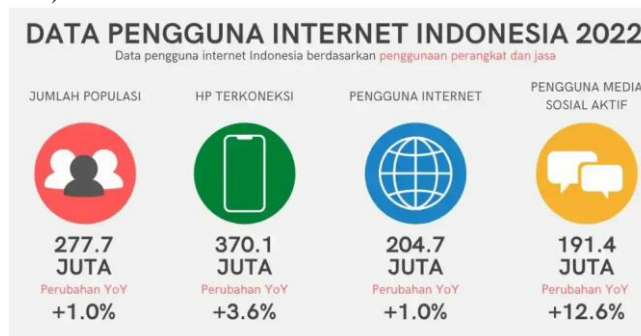 DATA PENGGUNA INTERNET INDONESIA 2022
Data pengguna internet Indonesia berdasarkan penggunaan perangkat dan jasa
JUMLAH POPULASI
277.7
JUTA
Perubahan YoY
+1.0%
HP TERKONEKSI
370.1
JUTA
Perubahan YoY
+3.6%
PENGGUNA INTERNET
204.7
JUTA
Perubahan YoY
+1.0%
PENGGUNA MEDIA
SOSIAL AKTIF
191.4
JUTA
Perubahan YoY
+12.6%